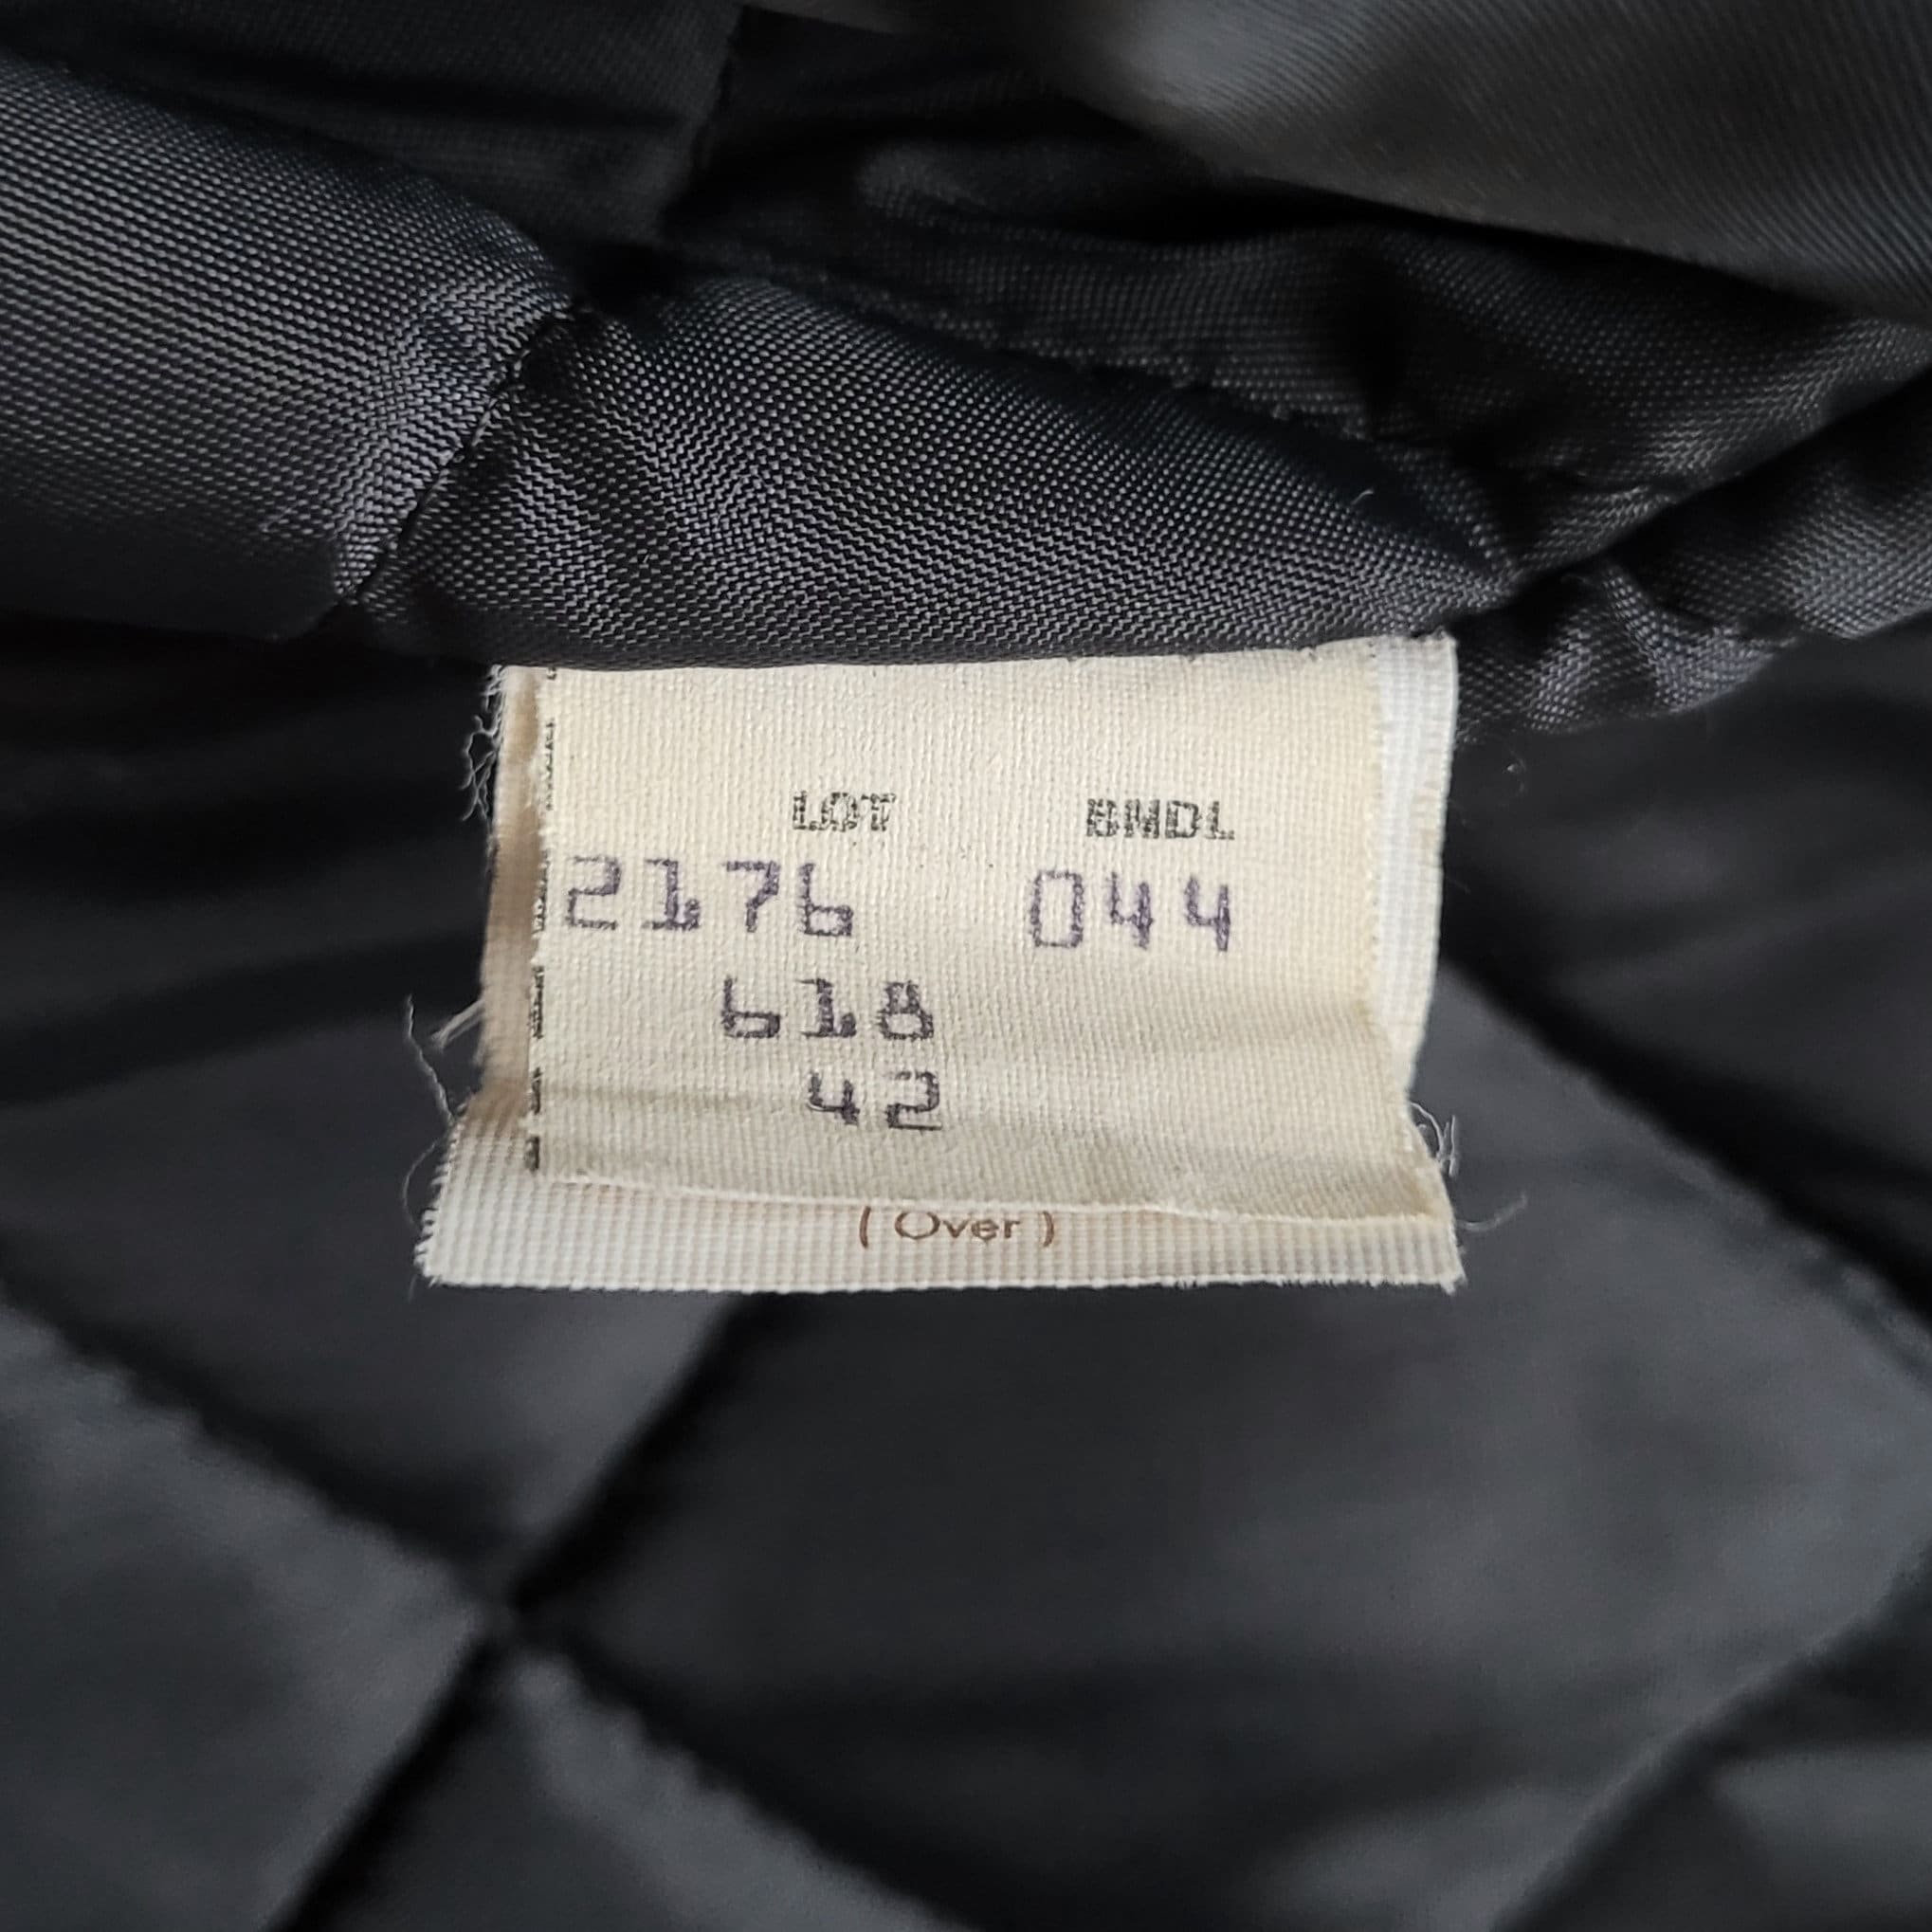 LOT BNDL
2176 044
618
42
( Over )